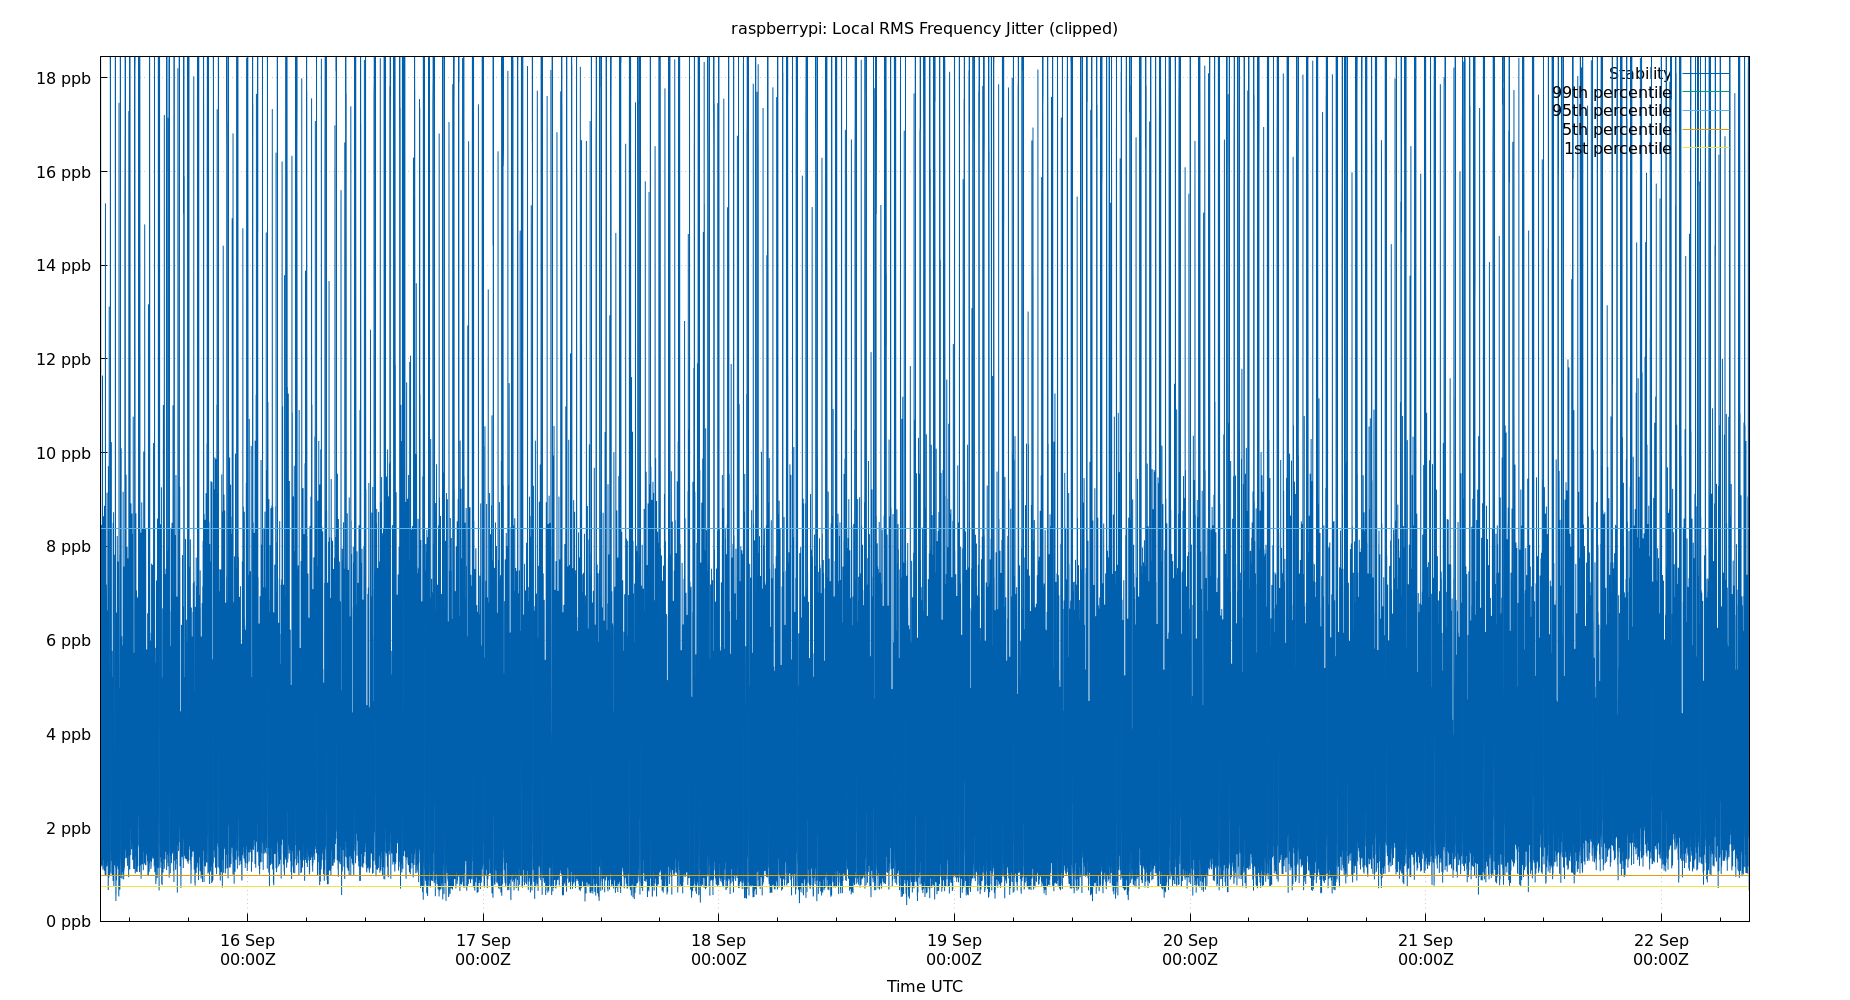 raspberrypi: Local RMS Frequency Jitter (clipped)
18 ppb
16 ppb
14 ppb
12 ppb
10 ppb
8 ppb
6 ppb
4 ppb
2 ppb
0 ppb
Stability
99th percentile
95th percentile
5th percentile
1st percentile
16 Sep
00:00Z
17 Sep
00:00Z
18 Sep
00:00Z
19 Sep
00:00Z
20 Sep
00:00Z
21 Sep
00:00Z
22 Sep
00:00Z
Time UTC